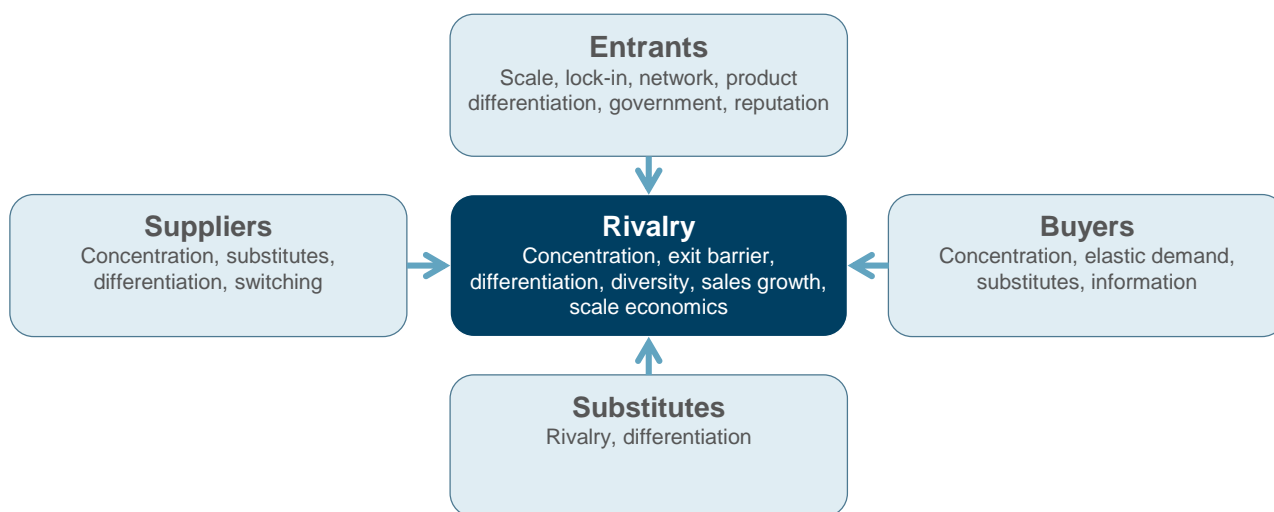 Entrants
Scale, lock-in, network, product
differentiation, government, reputation
Suppliers
Concentration, substitutes,
differentiation, switching
Rivalry
Concentration, exit barrier,
differentiation, diversity, sales growth,
scale economics
Buyers
Concentration, elastic demand,
substitutes, information
Substitutes
Rivalry, differentiation